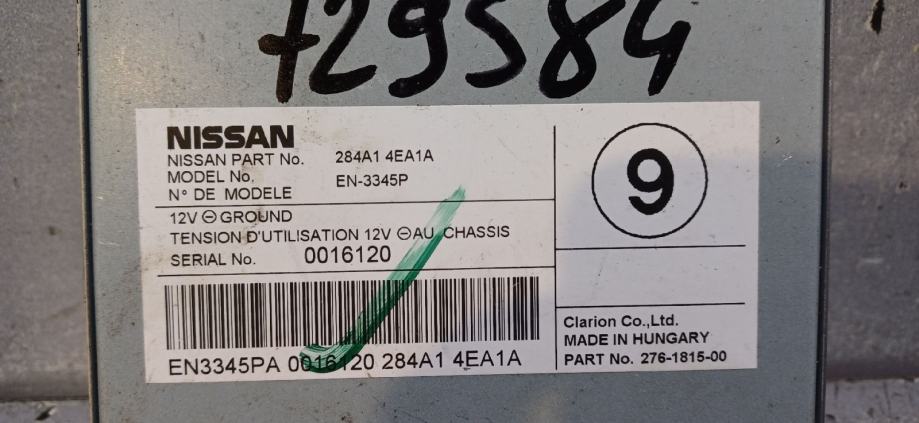 729584
NISSAN
NISSAN PART No. 284A1 4EA1A
MODEL No.
N° DE MODELE EN-3345P
12V ⊖ GROUND
TENSION D'UTILISATION 12V ⊖ AU CHASSIS
SERIAL No. 0016120
EN3345PA 0016120 284A1 4EA1A
9
Clarion Co.,Ltd.
MADE IN HUNGARY
PART No. 276-1815-00